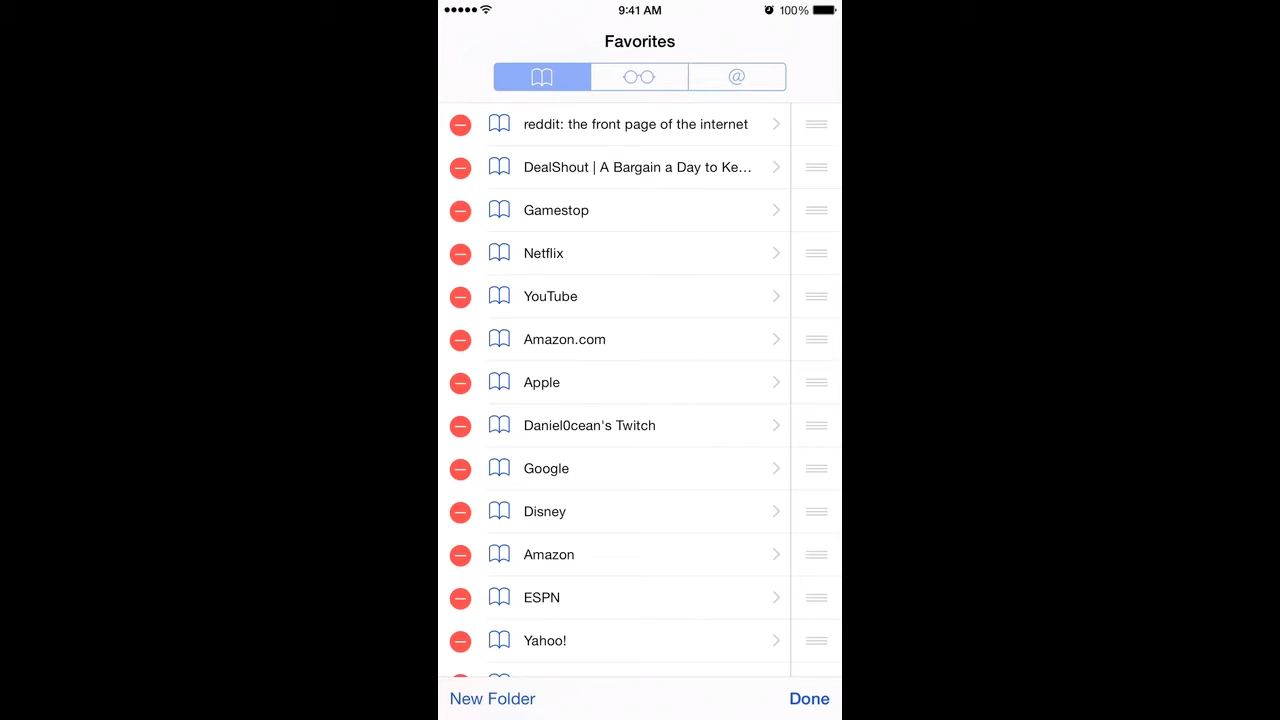 9:41 AM
100%
Favorites
@
reddit: the front page of the internet
DealShout | A Bargain a Day to Ke...
Gamestop
Netflix
YouTube
Amazon.com
Apple
Daniel0cean's Twitch
Google
Disney
Amazon
ESPN
Yahoo!
New Folder
Done